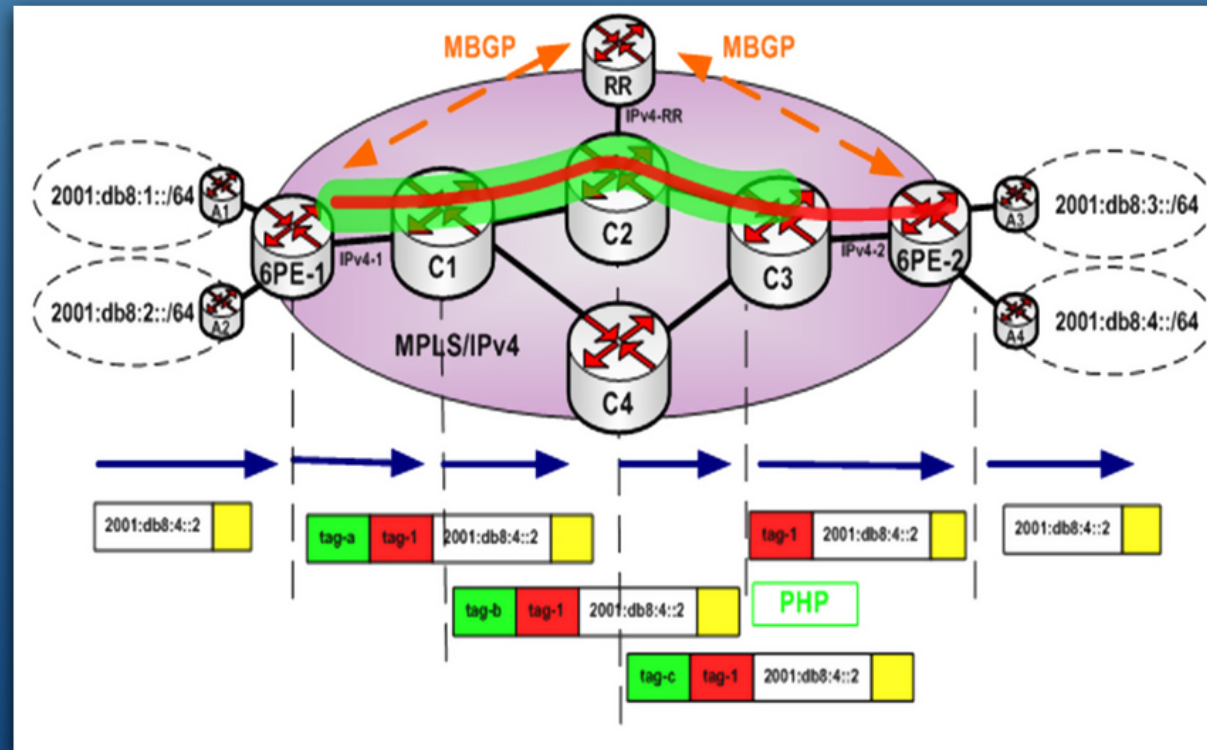 MBGP
MBGP
RR
IPv4-RR
2001:db8:1::/64
A1
A3
2001:db8:3::/64
C2
6PE-1
IPv4-1
C1
C3
IPv4-2
6PE-2
2001:db8:2::/64
A2
A4
2001:db8:4::/64
MPLS/IPv4
C4
2001:db8:4::2
tag-a tag-1 2001:db8:4::2
tag-1 2001:db8:4::2
2001:db8:4::2
tag-b tag-1 2001:db8:4::2
PHP
tag-c tag-1 2001:db8:4::2